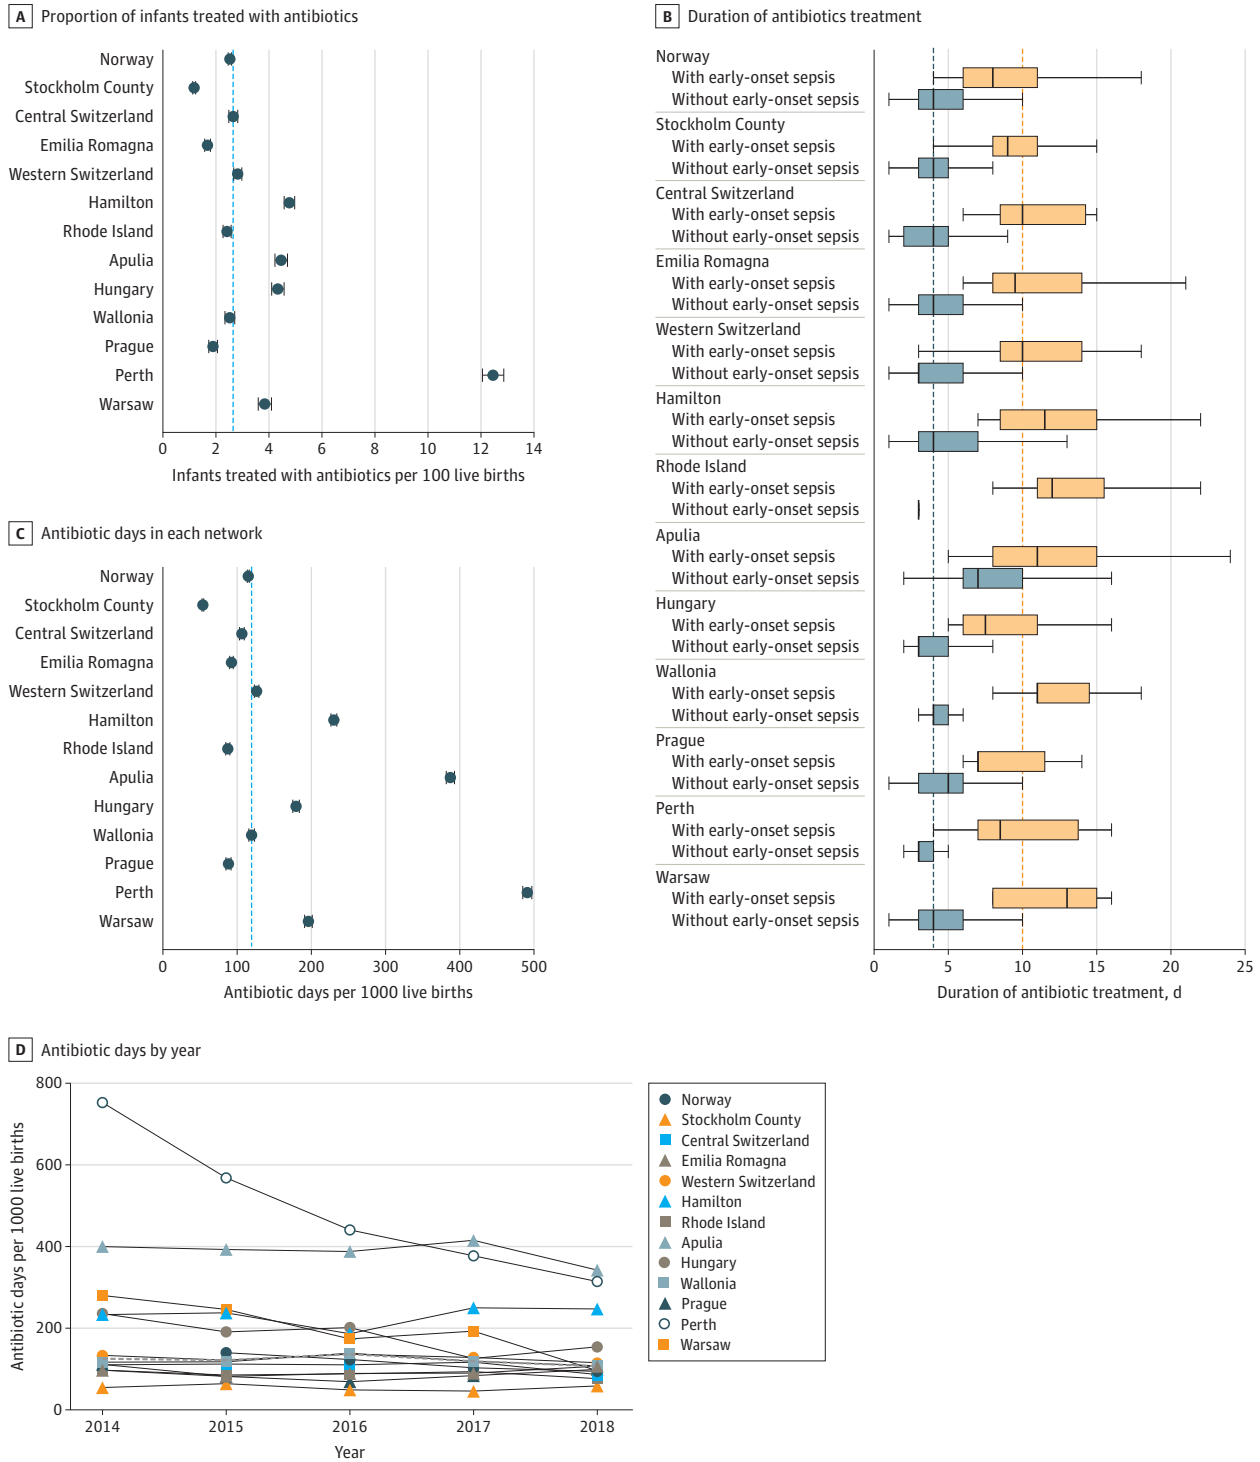 A Proportion of infants treated with antibiotics
Norway
Stockholm County
Central Switzerland
Emilia Romagna
Western Switzerland
Hamilton
Rhode Island
Apulia
Hungary
Wallonia
Prague
Perth
Warsaw
0 2 4 6 8 10 12 14
Infants treated with antibiotics per 100 live births
B Duration of antibiotics treatment
Norway
With early-onset sepsis
Without early-onset sepsis
Stockholm County
With early-onset sepsis
Without early-onset sepsis
Central Switzerland
With early-onset sepsis
Without early-onset sepsis
Emilia Romagna
With early-onset sepsis
Without early-onset sepsis
Western Switzerland
With early-onset sepsis
Without early-onset sepsis
Hamilton
With early-onset sepsis
Without early-onset sepsis
Rhode Island
With early-onset sepsis
Without early-onset sepsis
Apulia
With early-onset sepsis
Without early-onset sepsis
Hungary
With early-onset sepsis
Without early-onset sepsis
Wallonia
With early-onset sepsis
Without early-onset sepsis
Prague
With early-onset sepsis
Without early-onset sepsis
Perth
With early-onset sepsis
Without early-onset sepsis
Warsaw
With early-onset sepsis
Without early-onset sepsis
0 5 10 15 20 25
Duration of antibiotic treatment, d
C Antibiotic days in each network
Norway
Stockholm County
Central Switzerland
Emilia Romagna
Western Switzerland
Hamilton
Rhode Island
Apulia
Hungary
Wallonia
Prague
Perth
Warsaw
0 100 200 300 400 500
Antibiotic days per 1000 live births
D Antibiotic days by year
Antibiotic days per 1000 live births
800
600
400
200
0
2014 2015 2016 2017 2018
Year
Norway
Stockholm County
Central Switzerland
Emilia Romagna
Western Switzerland
Hamilton
Rhode Island
Apulia
Hungary
Wallonia
Prague
Perth
Warsaw